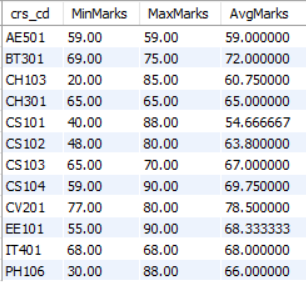 crs_cd MinMarks MaxMarks AvgMarks
AE501 59.00 59.00 59.000000
BT301 69.00 75.00 72.000000
CH103 20.00 85.00 60.750000
CH301 65.00 65.00 65.000000
CS101 40.00 88.00 54.666667
CS102 48.00 80.00 63.800000
CS103 65.00 70.00 67.000000
CS104 59.00 90.00 69.750000
CV201 77.00 80.00 78.500000
EE101 55.00 90.00 68.333333
IT401 68.00 68.00 68.000000
PH106 30.00 88.00 66.000000